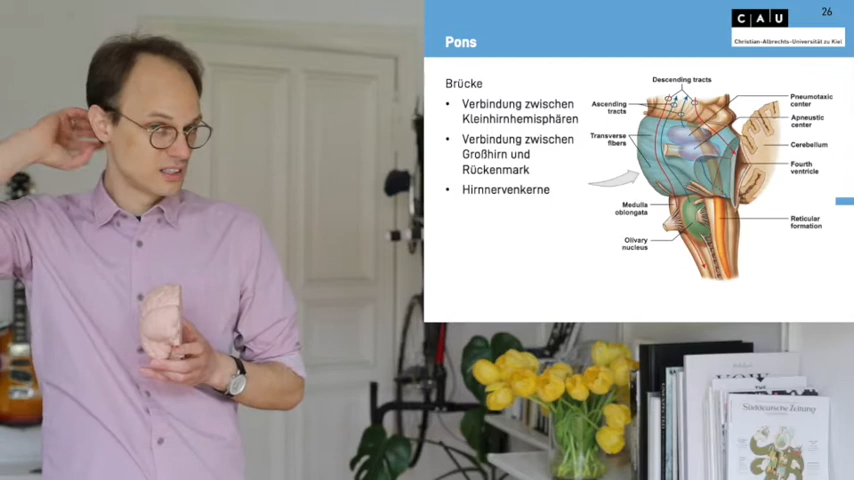 Pons
CAU
26
Christian-Albrechts-Universität zu Kiel
Brücke
• Verbindung zwischen
Kleinhirnhemisphären
• Verbindung zwischen
Großhirn und
Rückenmark
• Hirnnervenkerne
Descending tracts
Ascending
tracts
Transverse
fibers
Medulla
oblongata
Olivary
nucleus
Pneumotaxic
center
Apneustic
center
Cerebellum
Fourth
ventricle
Reticular
formation
Süddeutsche Zeitung